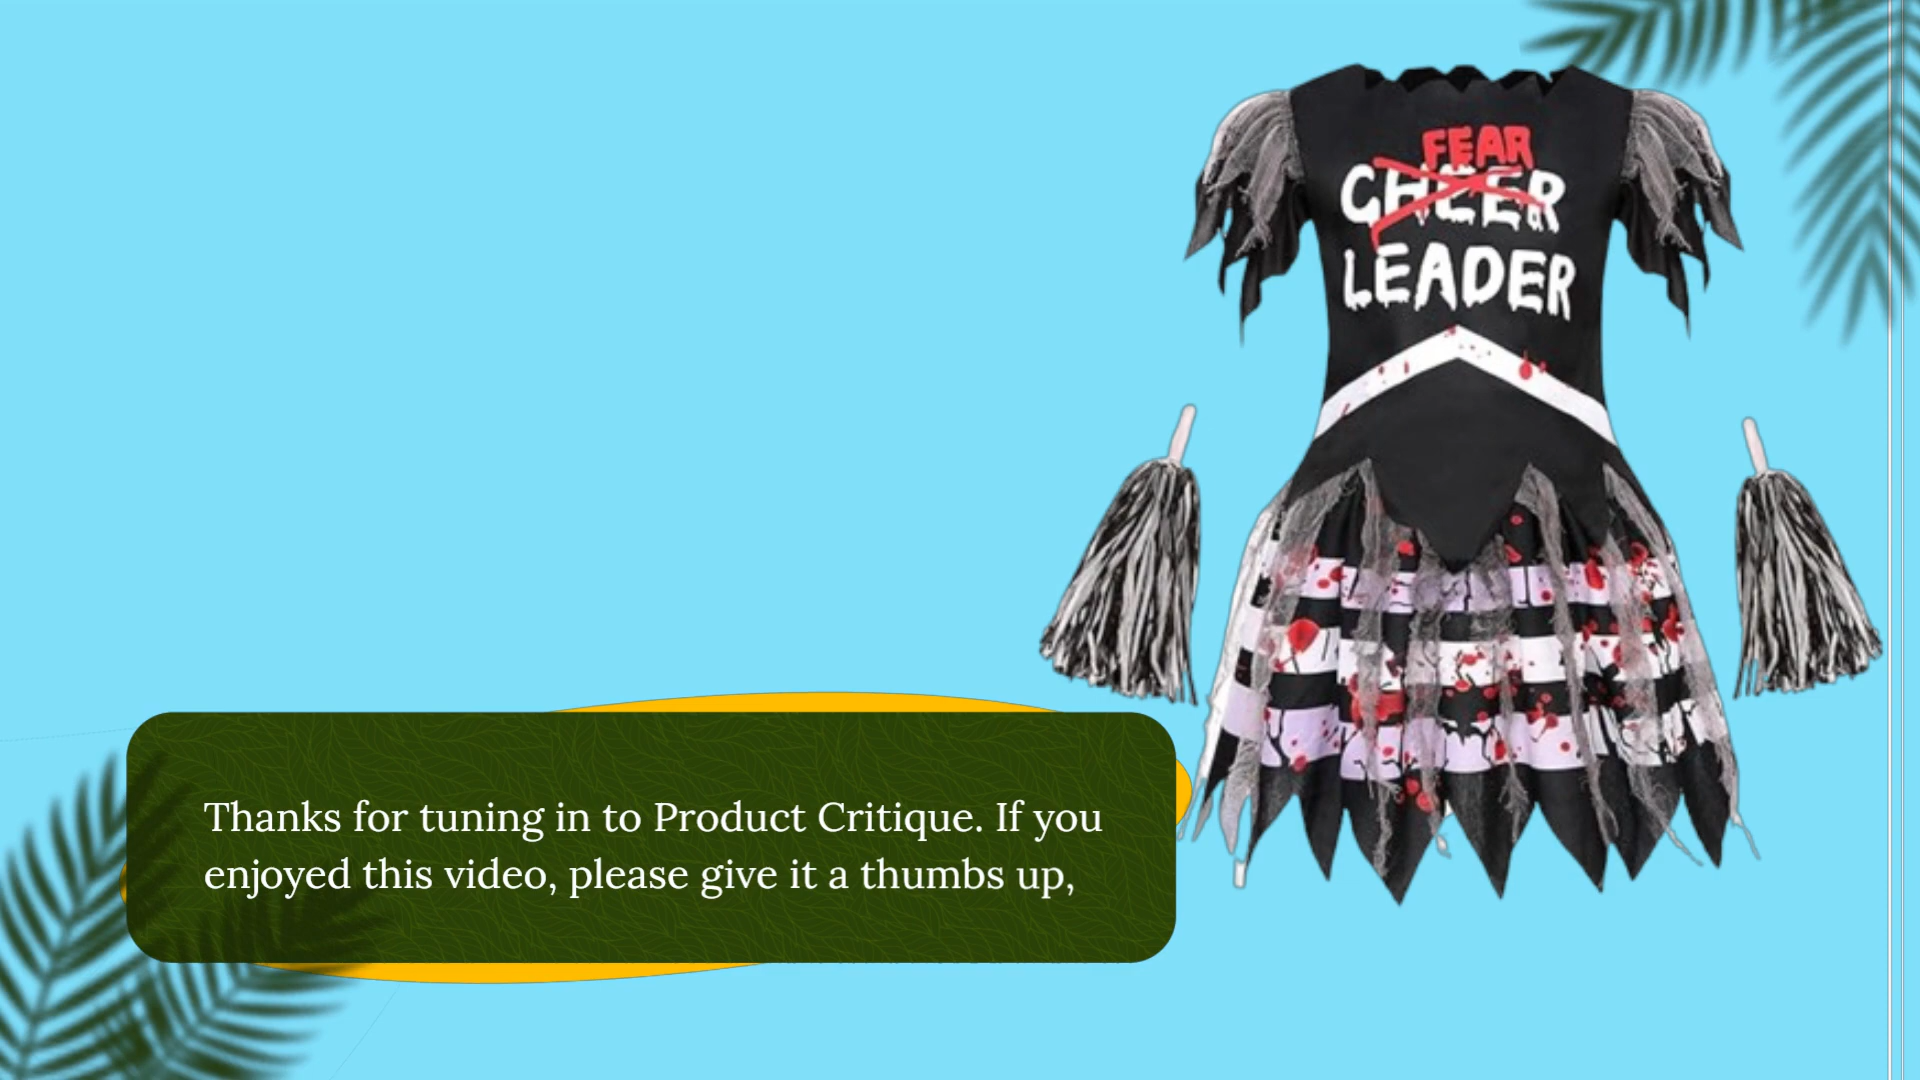 FEAR
CHEER
LEADER
Thanks for tuning in to Product Critique. If you
enjoyed this video, please give it a thumbs up,